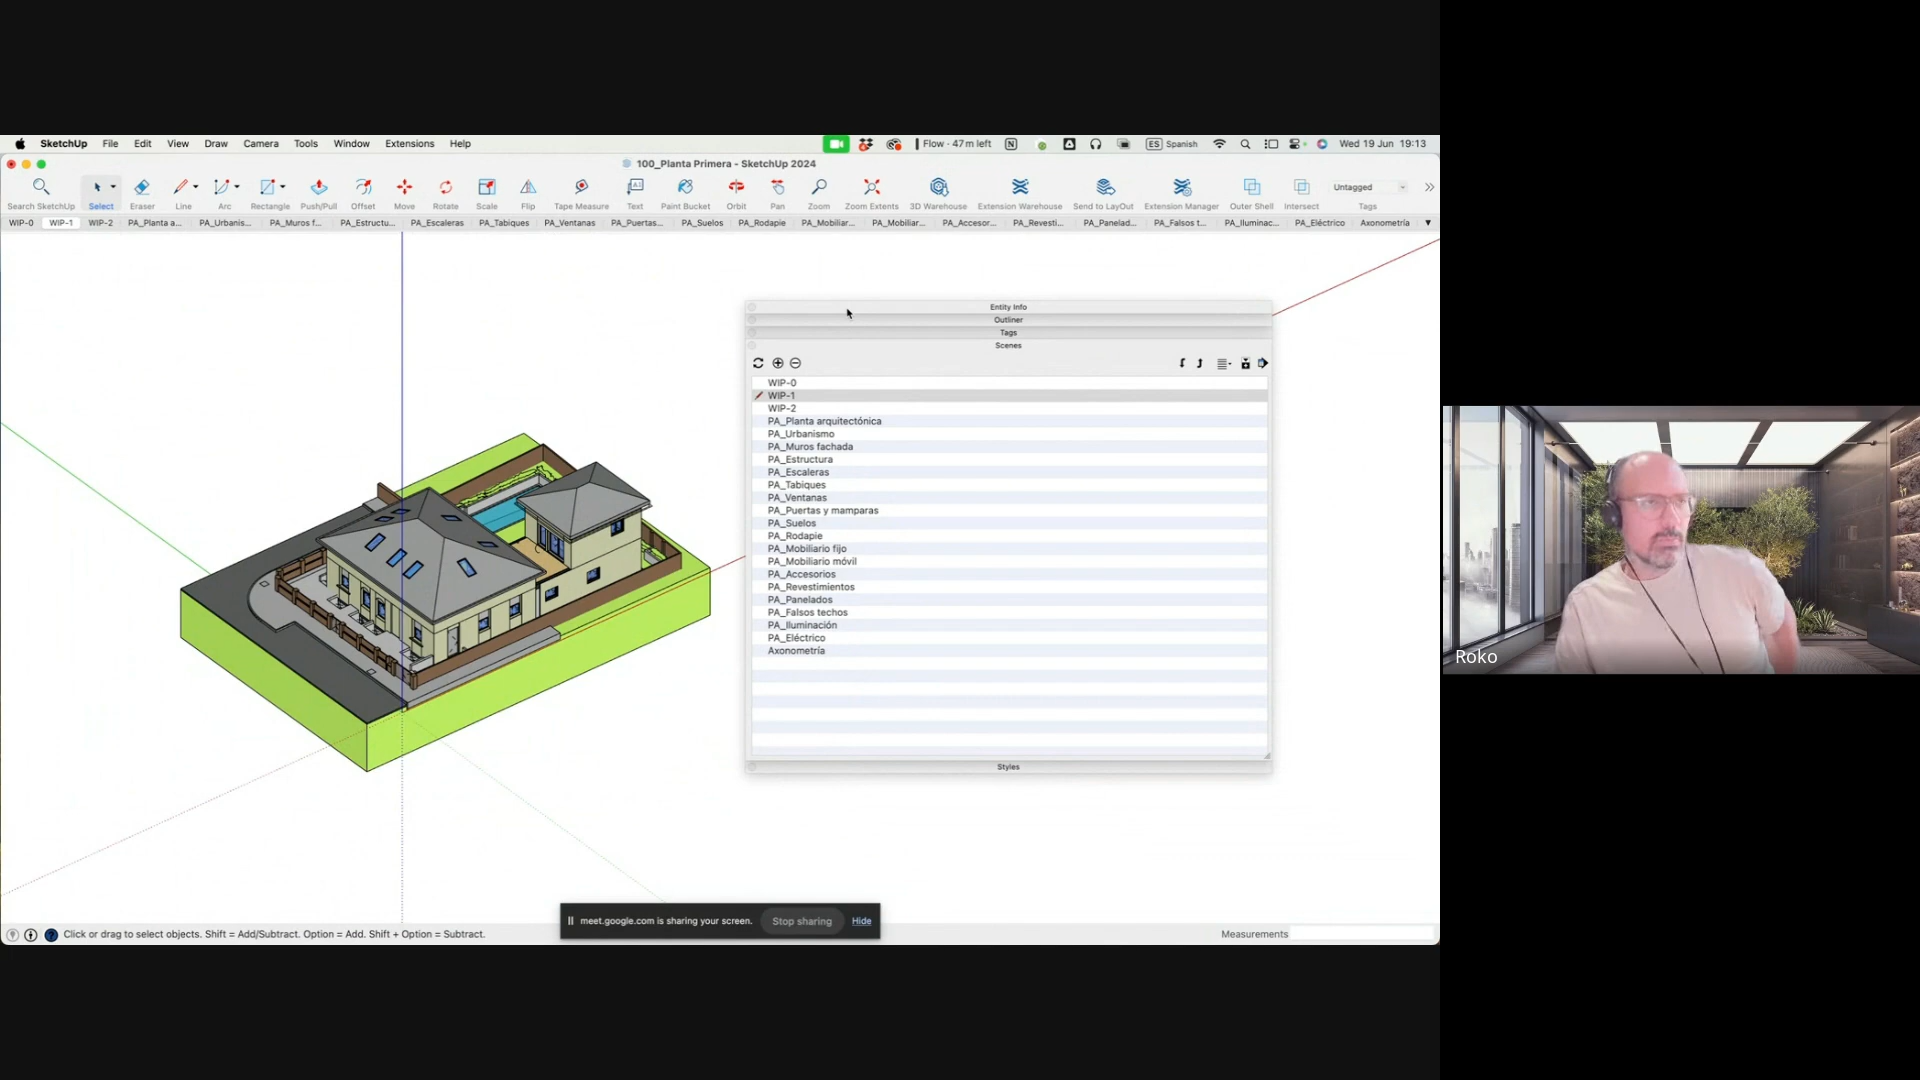 SketchUp File Edit View Draw Camera Tools Window Extensions Help Flow · 47m left ES Spanish Wed 19 Jun 19:13
100_Planta Primera - SketchUp 2024
Untagged
Search SketchUp Select Eraser Line Arc Rectangle Push/Pull Offset Move Rotate Scale Flip Tape Measure Text Paint Bucket Orbit Pan Zoom Zoom Extents 3D Warehouse Extension Warehouse Send to LayOut Extension Manager Outer Shell Intersect Tags
WIP-0 WIP-1 WIP-2 PA_Planta a... PA_Urbanis... PA_Muros f... PA_Estructu... PA_Escaleras PA_Tabiques PA_Ventanas PA_Puertas... PA_Suelos PA_Rodapie PA_Mobiliar... PA_Mobiliar... PA_Accesor... PA_Revesti... PA_Panelad... PA_Falsos t... PA_Iluminac... PA_Eléctrico Axonometría
Entity Info
Outliner
Tags
Scenes
WIP-0
WIP-1
WIP-2
PA_Planta arquitectónica
PA_Urbanismo
PA_Muros fachada
PA_Estructura
PA_Escaleras
PA_Tabiques
PA_Ventanas
PA_Puertas y mamparas
PA_Suelos
PA_Rodapie
PA_Mobiliario fijo
PA_Mobiliario móvil
PA_Accesorios
PA_Revestimientos
PA_Panelados
PA_Falsos techos
PA_Iluminación
PA_Eléctrico
Axonometría
Styles
Roko
meet.google.com is sharing your screen. Stop sharing Hide
Click or drag to select objects. Shift = Add/Subtract. Option = Add. Shift + Option = Subtract. Measurements